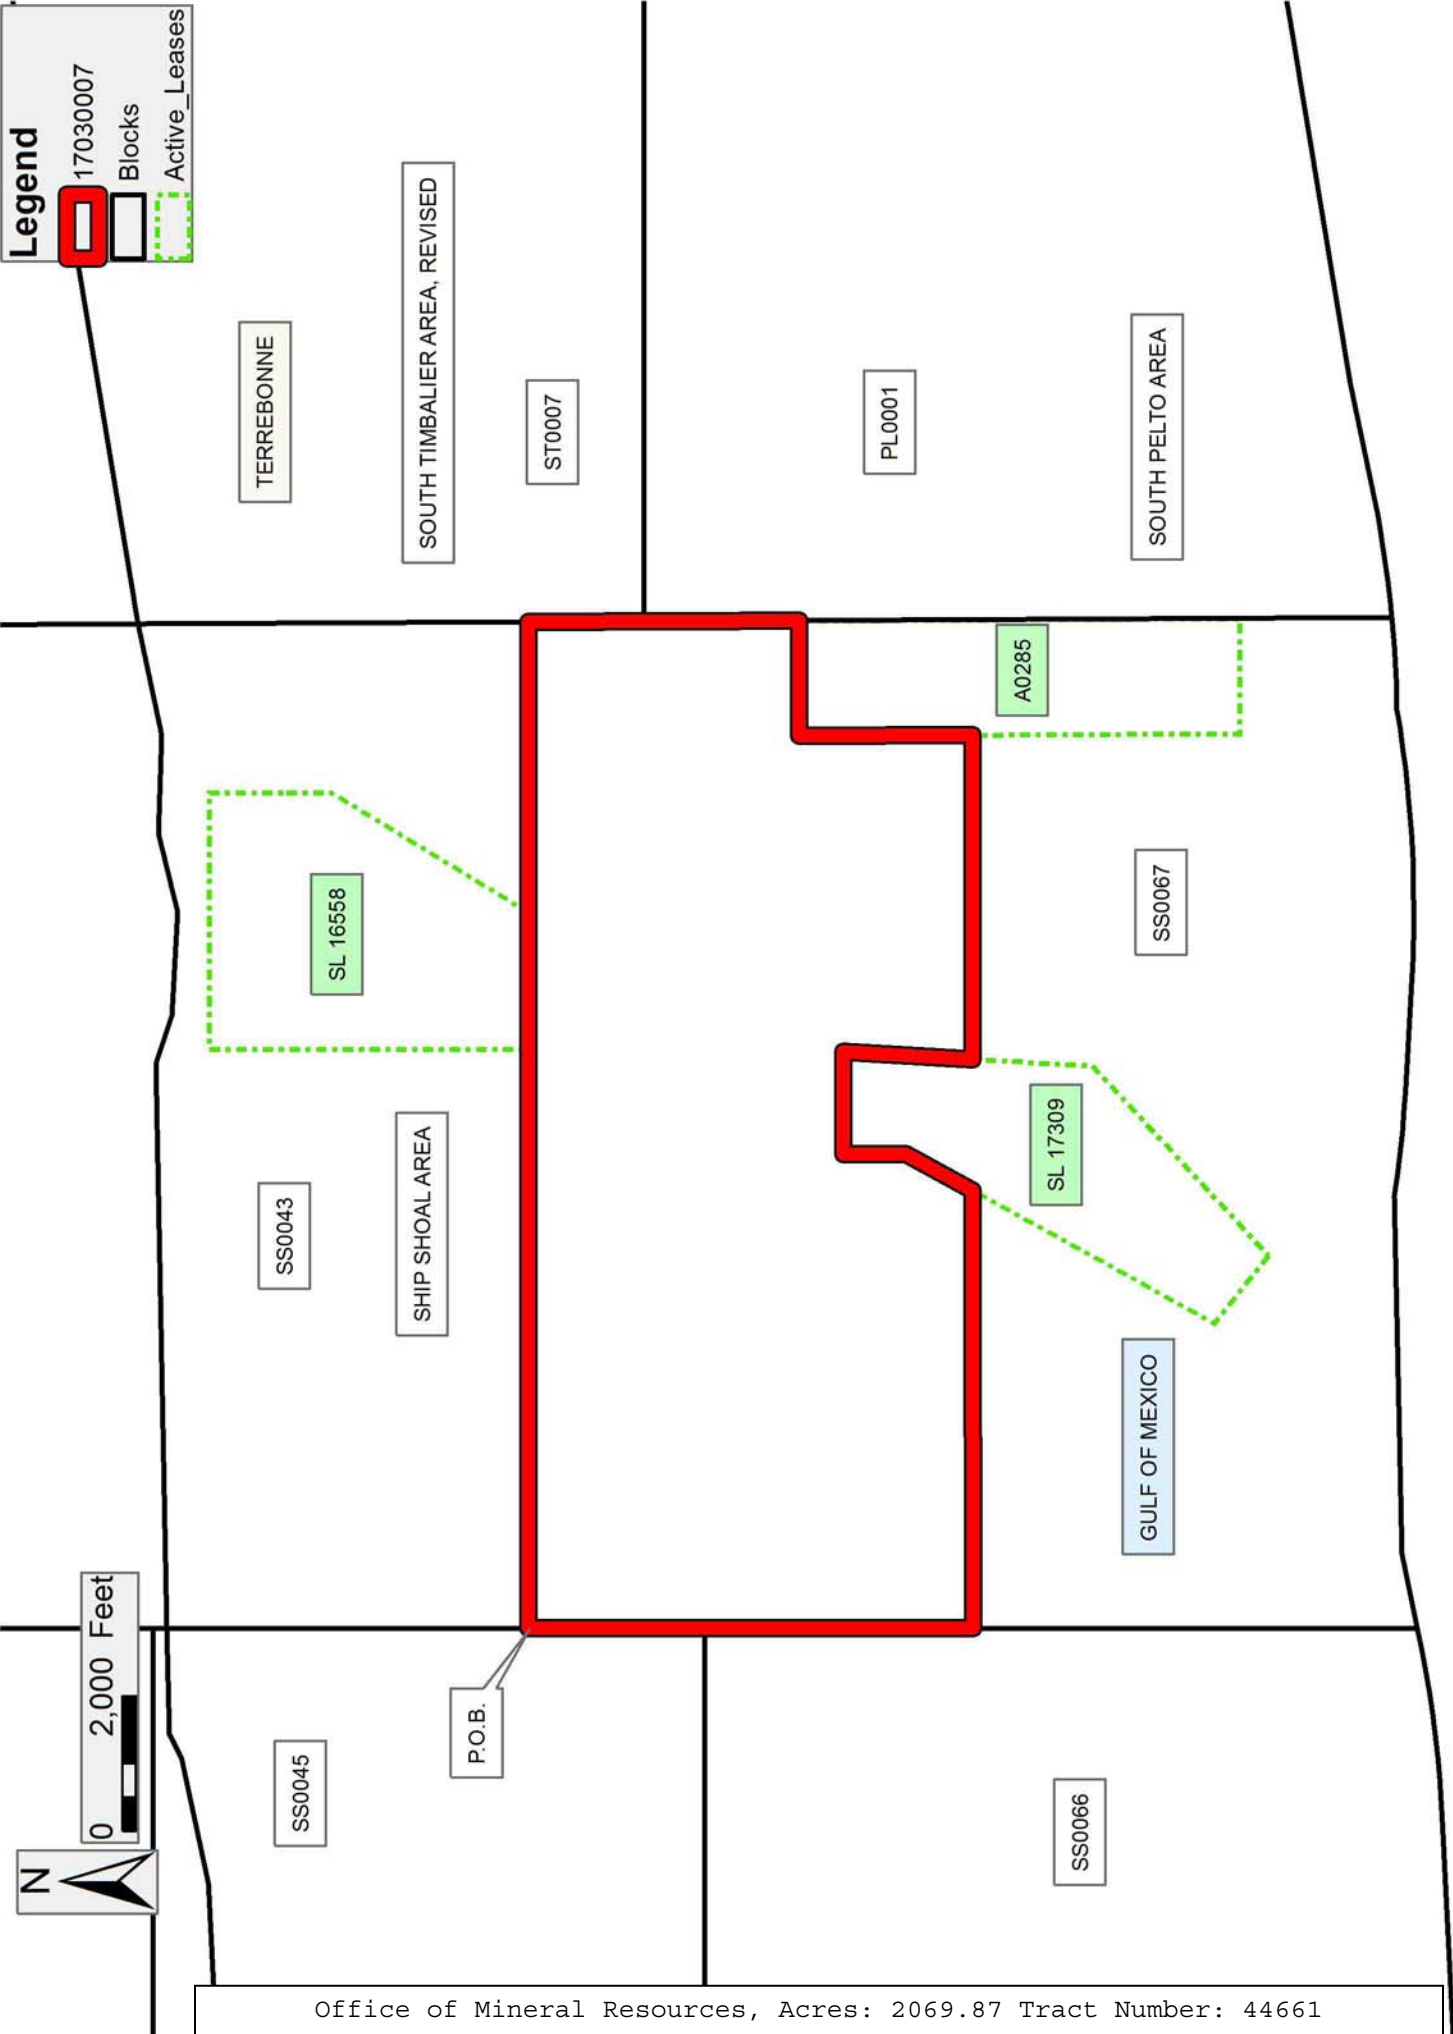 Legend
17030007
Blocks
Active_Leases
TERREBONNE
SOUTH TIMBALIER AREA, REVISED
ST0007
PL0001
SOUTH PELTO AREA
A0285
SL 16558
SS0067
SL 17309
SS0043
SHIP SHOAL AREA
GULF OF MEXICO
0 2,000 Feet
N
P.O.B.
SS0045
SS0066
Office of Mineral Resources, Acres: 2069.87 Tract Number: 44661